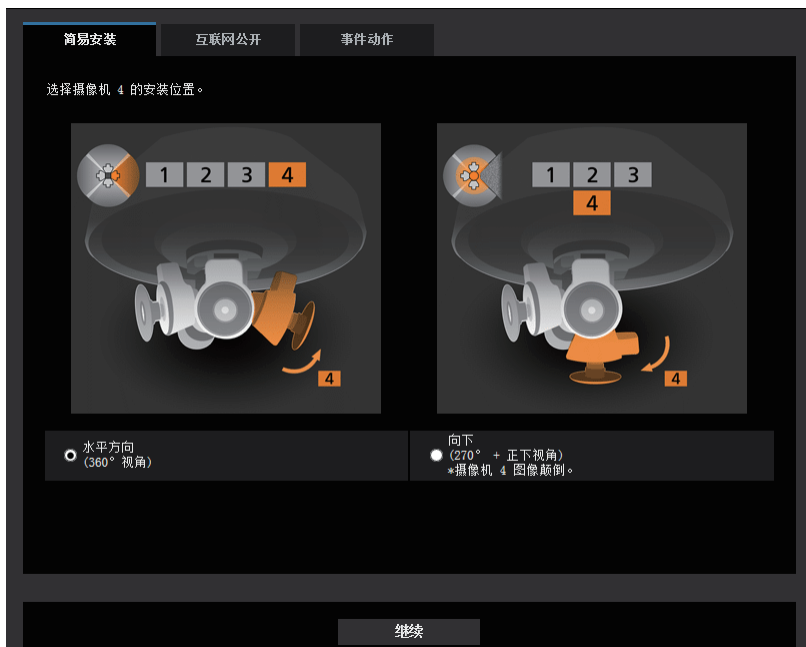 简易安装
互联网公开
事件动作
选择摄像机 4 的安装位置。
1 2 3 4
4
1 2 3
4
4
水平方向
(360° 视角)
向下
(270° + 正下视角)
*摄像机 4 图像颠倒。
继续